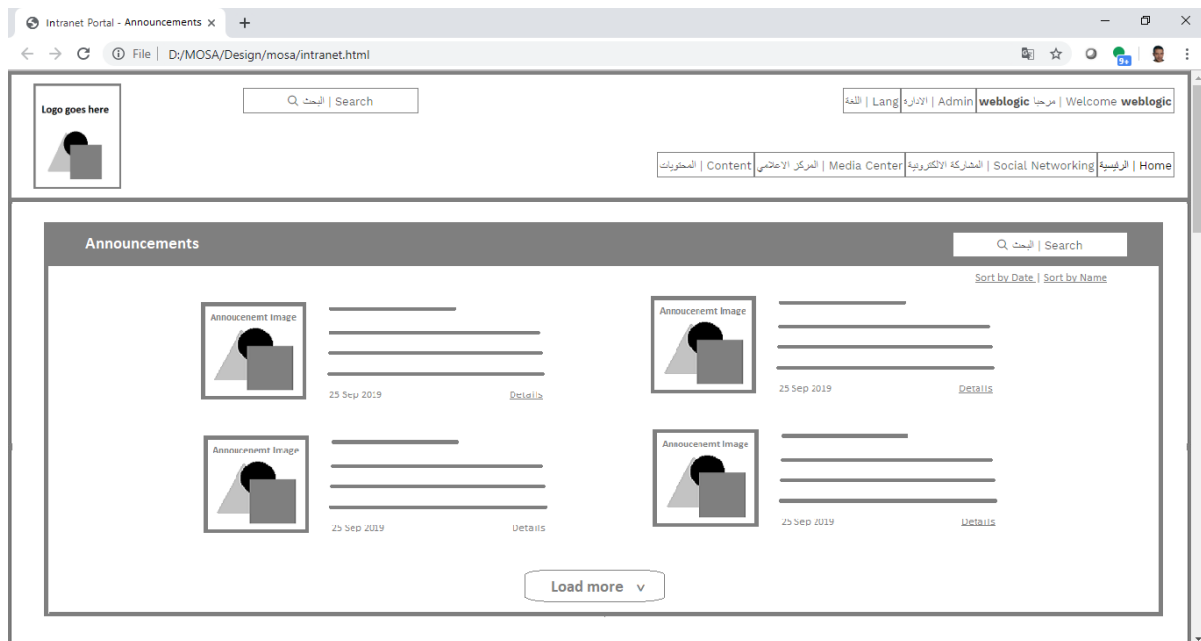 Intranet Portal - Announcements
File | D:/MOSA/Design/mosa/intranet.html
9+
Logo goes here
البحث | Search
اللغة | Lang
الادارة | Admin
مرحبا weblogic | Welcome weblogic
المحتويات | Content
المركز الاعلامي | Media Center
المشاركة الالكترونية | Social Networking
الرئيسية | Home
Announcements
البحث | Search
Sort by Date | Sort by Name
Annoucenemt Image
25 Sep 2019
Details
Annoucenemt Image
25 Sep 2019
Details
Annoucenemt Image
25 Sep 2019
Details
Annoucenemt Image
25 Sep 2019
Details
Load more v